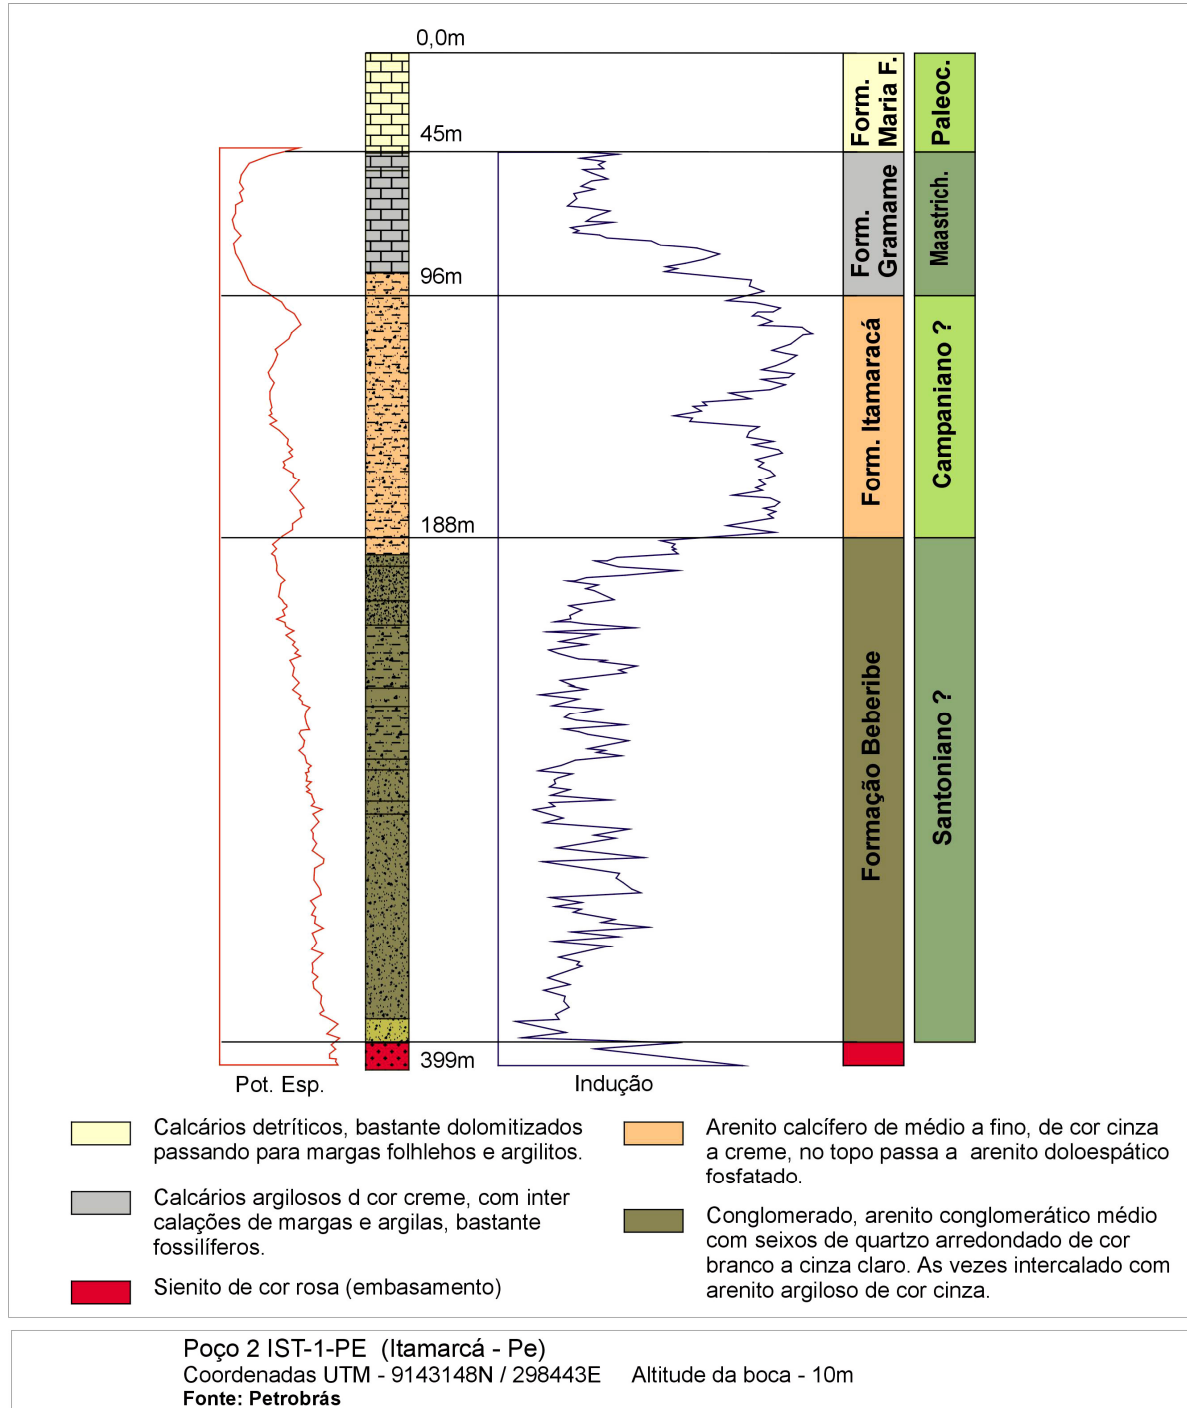 0,0m
45m
96m
188m
399m
Form.
Maria F.
Paleoc.
Form.
Gramame
Maastrich.
Form. Itamaracá
Campaniano ?
Formação Beberibe
Santoniano ?
Pot. Esp.
Indução
Calcários detríticos, bastante dolomitizados
passando para margas folhlehos e argilitos.
Calcários argilosos d cor creme, com inter
calações de margas e argilas, bastante
fossilíferos.
Sienito de cor rosa (embasamento)
Arenito calcífero de médio a fino, de cor cinza
a creme, no topo passa a arenito doloespático
fosfatado.
Conglomerado, arenito conglomerático médio
com seixos de quartzo arredondado de cor
branco a cinza claro. As vezes intercalado com
arenito argiloso de cor cinza.
Poço 2 IST-1-PE (Itamarcá - Pe)
Coordenadas UTM - 9143148N / 298443E Altitude da boca - 10m
Fonte: Petrobrás